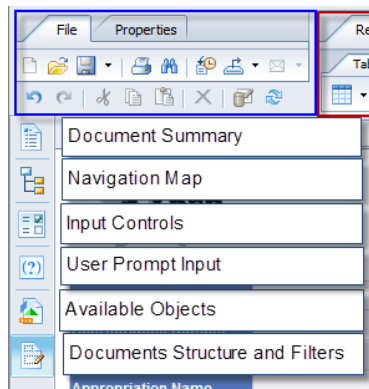 File Properties Re
Tal
Document Summary
Navigation Map
Input Controls
User Prompt Input
(?)
Available Objects
Documents Structure and Filters
Appropriation Name